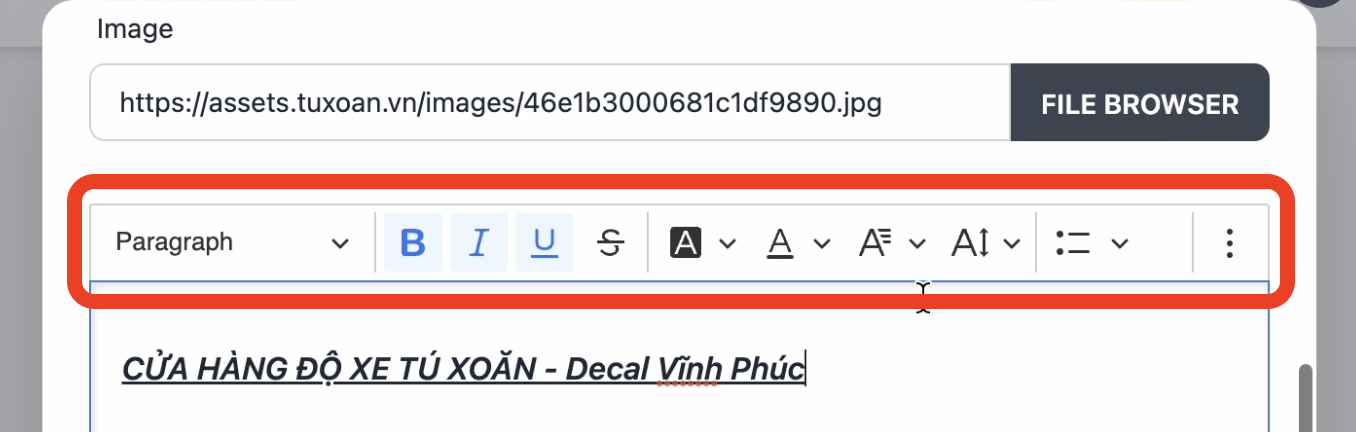 Image
https://assets.tuxoan.vn/images/46e1b3000681c1df9890.jpg FILE BROWSER
Paragraph B I U S A A A A
CỬA HÀNG ĐỘ XE TÚ XOĂN - Decal Vĩnh Phúc